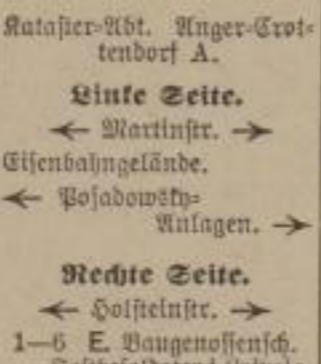 Kataster-Abt. Anger-Crot-
tendorf A.
Linke Seite.
← Martinstr. →
Eisenbahngelände.
← Posadowsky-
Anlagen. →
Rechte Seite.
← Holsteinstr. →
1—6 E. Baugenossensch.